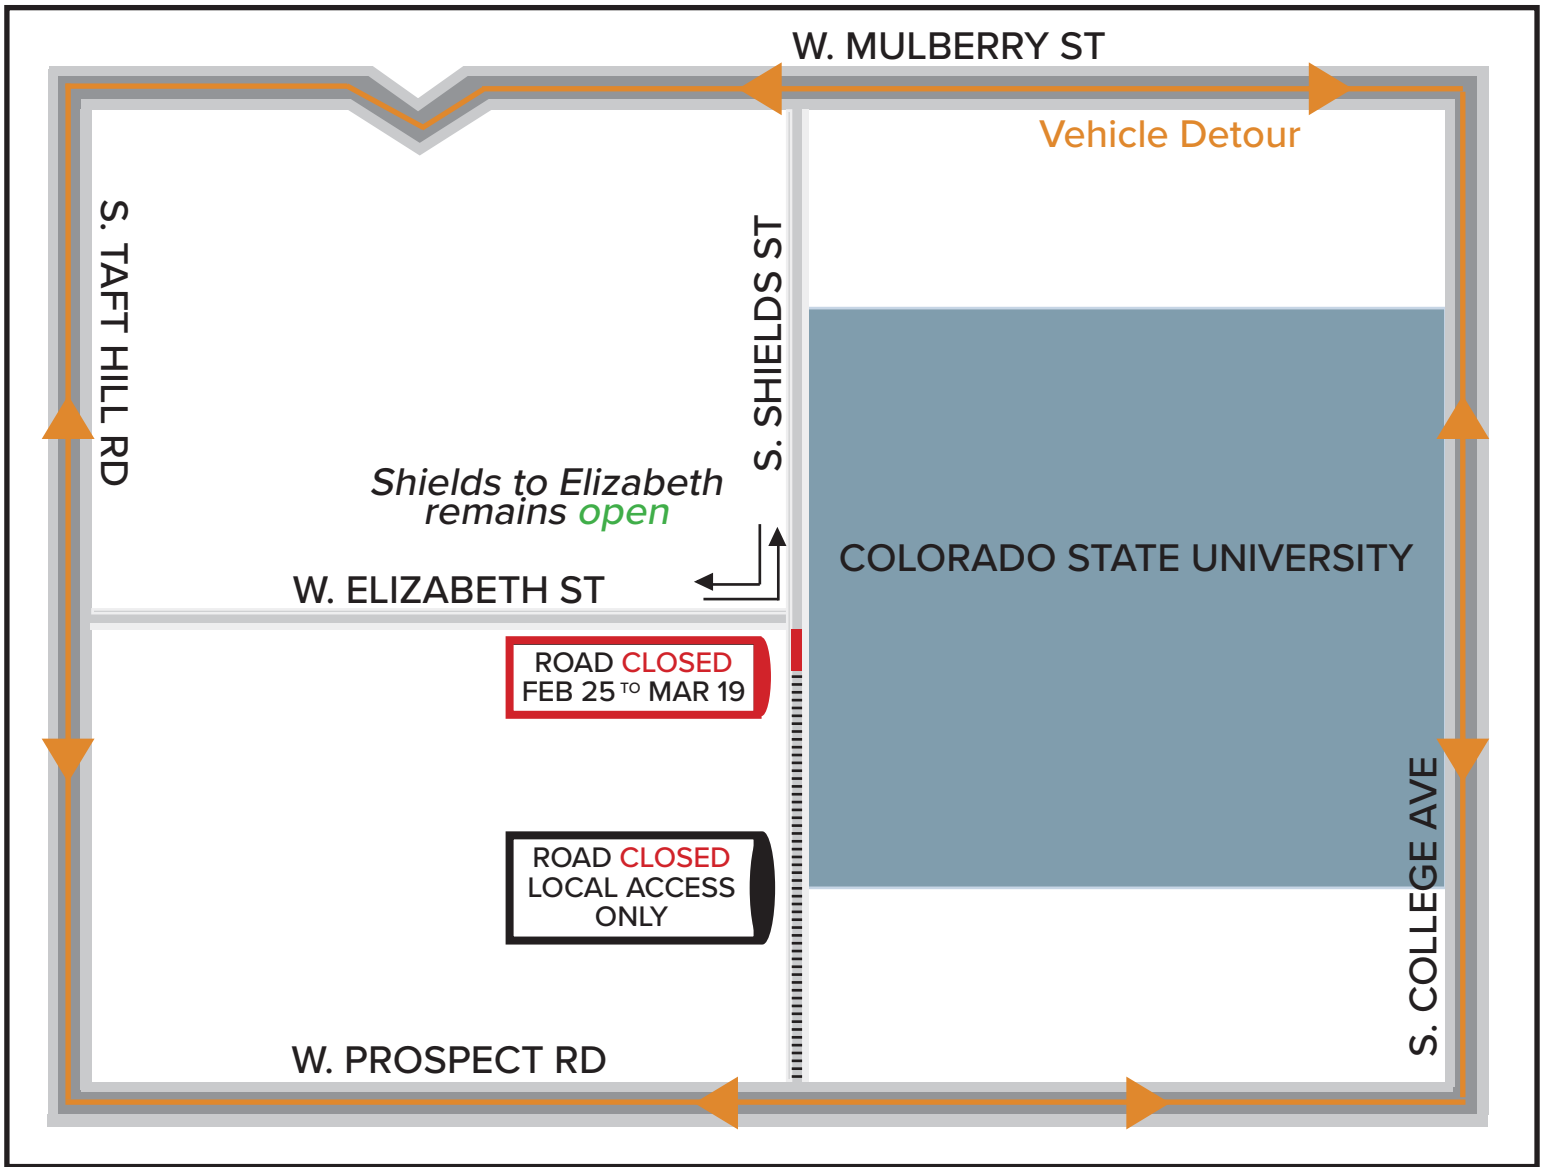 W. MULBERRY ST
Vehicle Detour
S. TAFT HILL RD
S. SHIELDS ST
Shields to Elizabeth
remains open
COLORADO STATE UNIVERSITY
W. ELIZABETH ST
ROAD CLOSED
FEB 25 TO MAR 19
ROAD CLOSED
LOCAL ACCESS
ONLY
S. COLLEGE AVE
W. PROSPECT RD